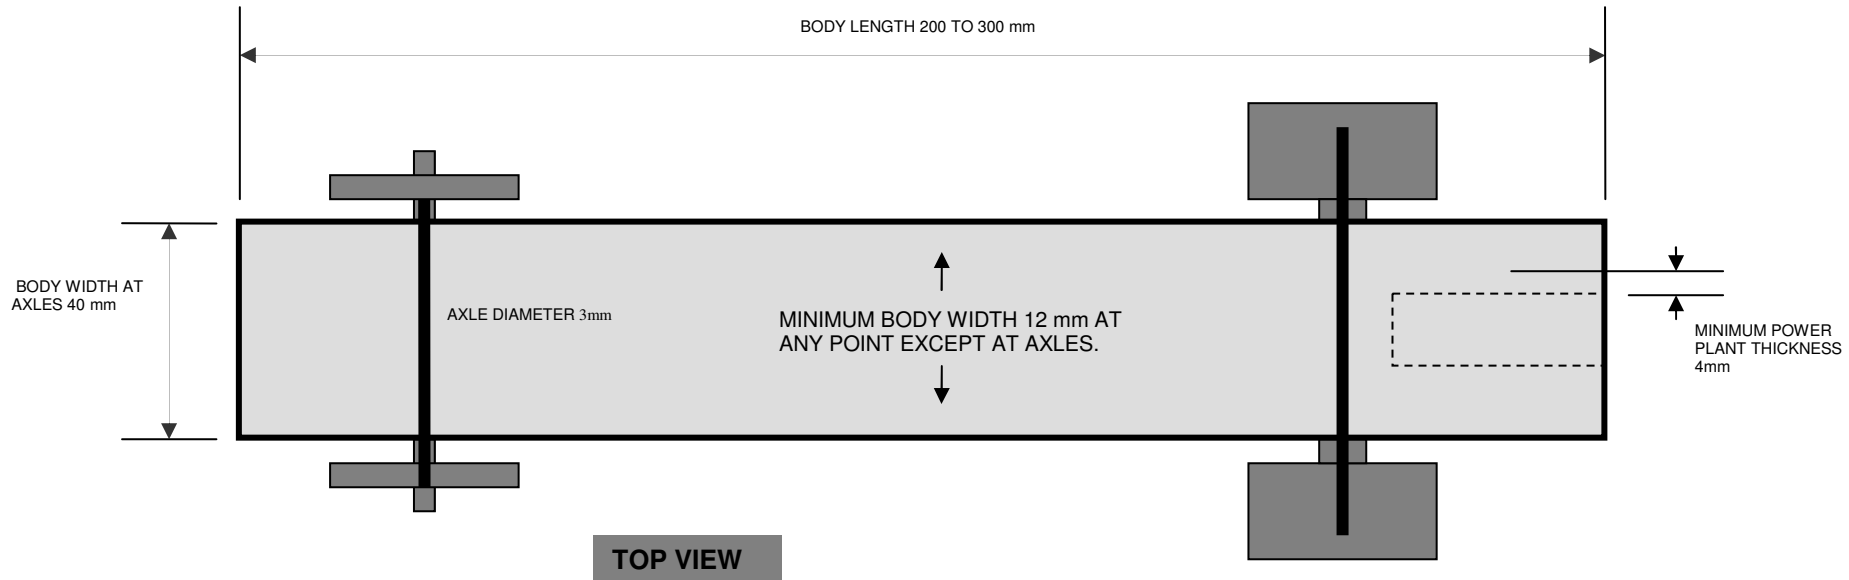 BODY LENGTH 200 TO 300 mm
BODY WIDTH AT
AXLES 40 mm
AXLE DIAMETER 3mm
MINIMUM BODY WIDTH 12 mm AT
ANY POINT EXCEPT AT AXLES.
MINIMUM POWER
PLANT THICKNESS
4mm
TOP VIEW